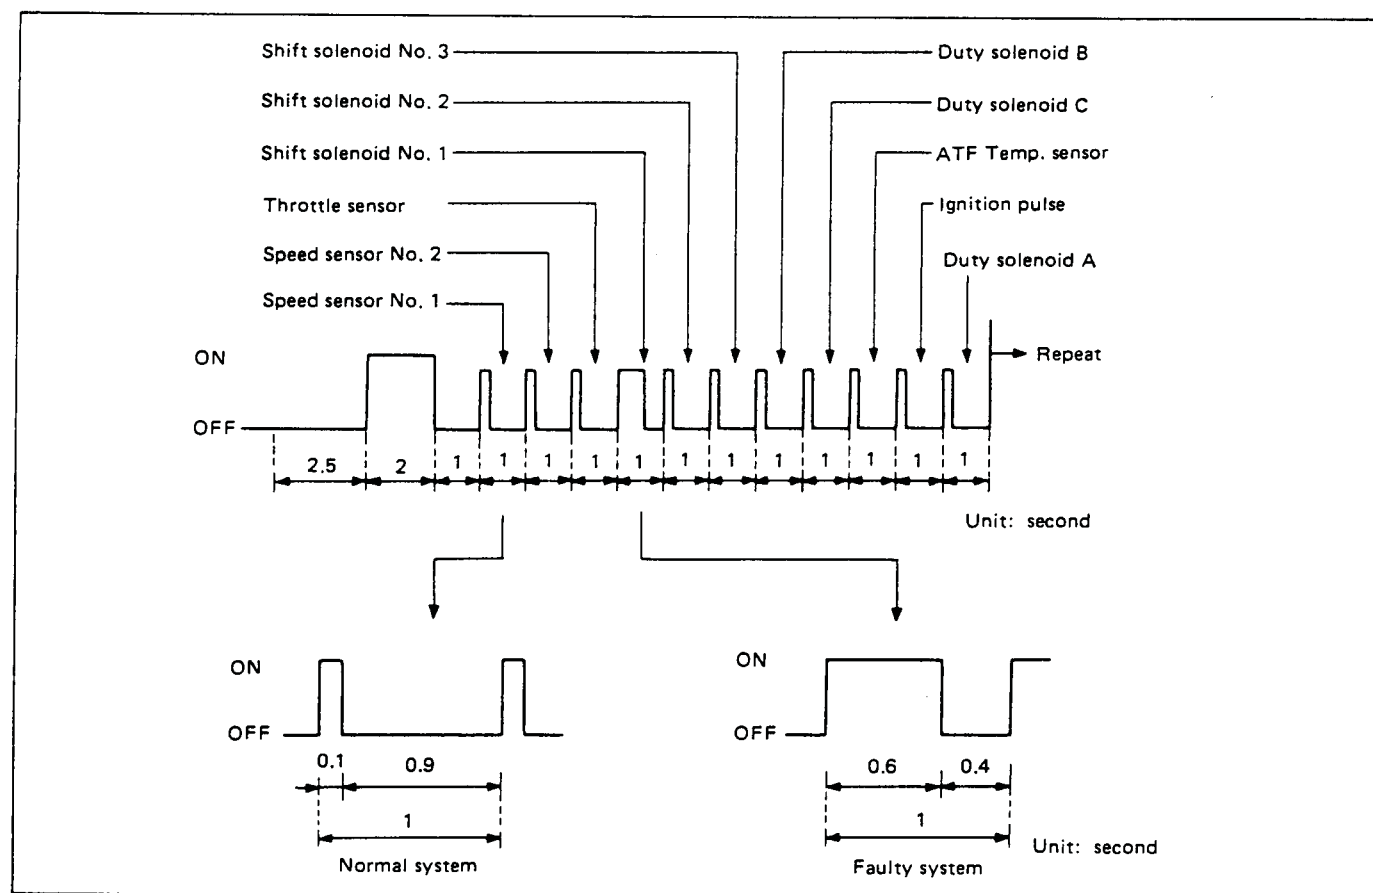 Shift solenoid No. 3
Duty solenoid B
Shift solenoid No. 2
Duty solenoid C
Shift solenoid No. 1
ATF Temp. sensor
Throttle sensor
Ignition pulse
Speed sensor No. 2
Duty solenoid A
Speed sensor No. 1
ON
Repeat
OFF
2.5 2 1 1 1 1 1 1 1 1 1 1 1 1
Unit: second
ON
ON
OFF
OFF
0.1 0.9
0.6 0.4
1
1
Unit: second
Normal system
Faulty system